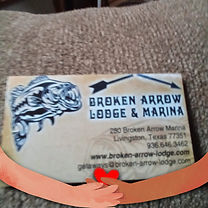 BROKEN ARROW
LODGE & MARINA
280 Broken Arrow Marina
Livingston, Texas 77351
936.646.3462
www.broken-arrow-lodge.com
getaways@broken-arrow-lodge.com